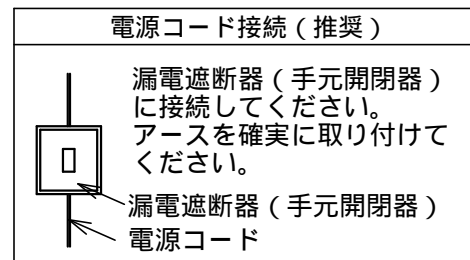 電源コード接続(推奨)
漏電遮断器(手元開閉器)
に接続してください。
アースを確実に取り付けて
ください。
漏電遮断器(手元開閉器)
電源コード